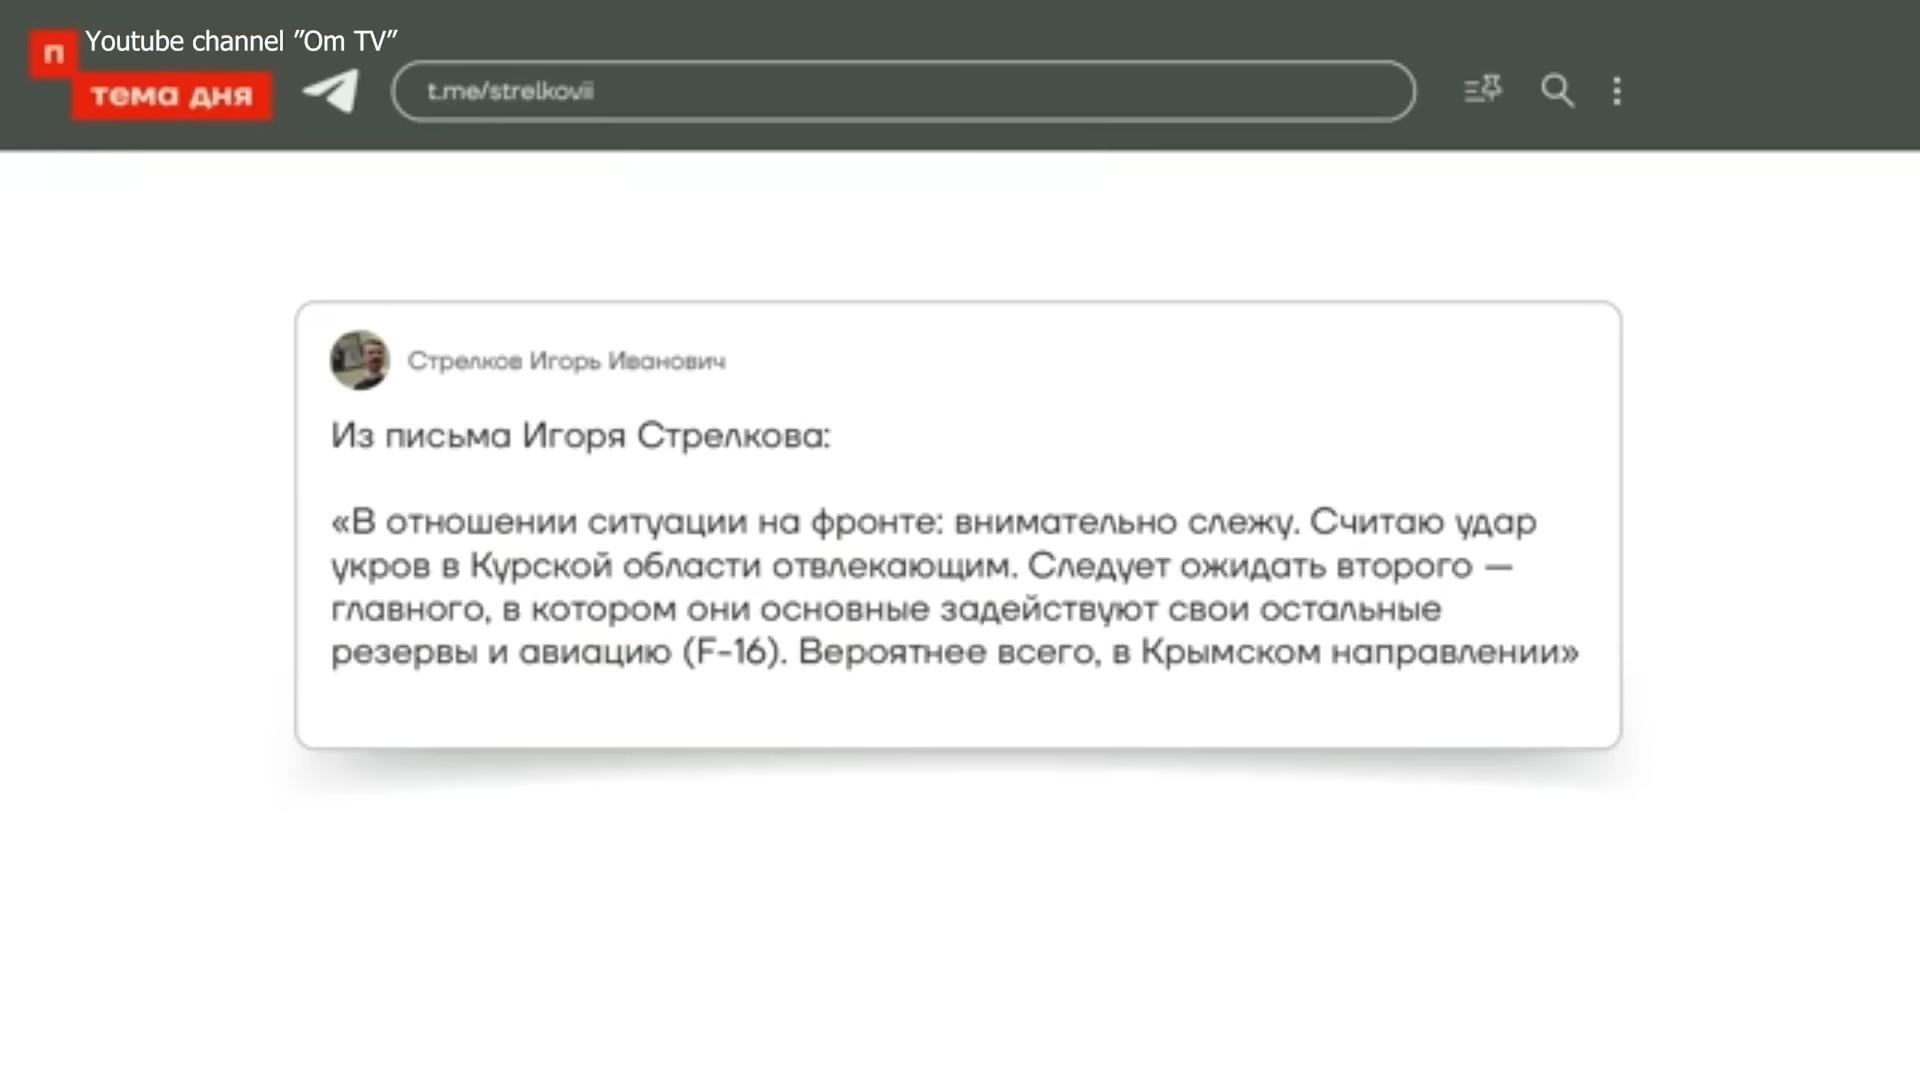 Youtube channel "Om TV"
п
тема дня
t.me/strelkovii
Стрелков Игорь Иванович
Из письма Игоря Стрелкова:
«В отношении ситуации на фронте: внимательно слежу. Считаю удар
укров в Курской области отвлекающим. Следует ожидать второго —
главного, в котором они основные задействуют свои остальные
резервы и авиацию (F-16). Вероятнее всего, в Крымском направлении»